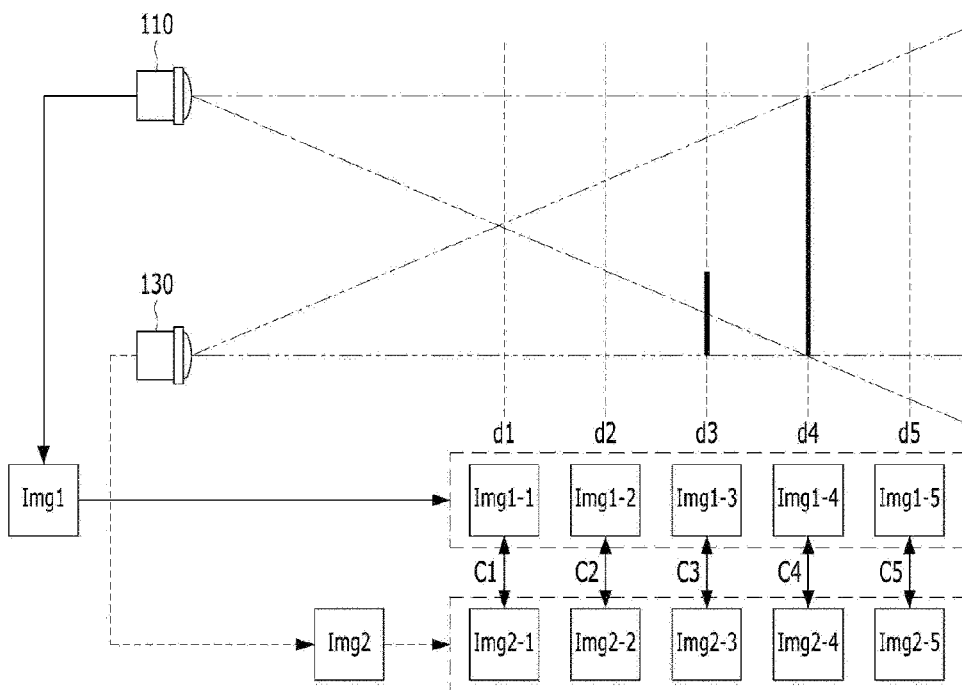 110
130
d1 d2 d3 d4 d5
Img1 Img1-1 Img1-2 Img1-3 Img1-4 Img1-5
C1 C2 C3 C4 C5
Img2 Img2-1 Img2-2 Img2-3 Img2-4 Img2-5